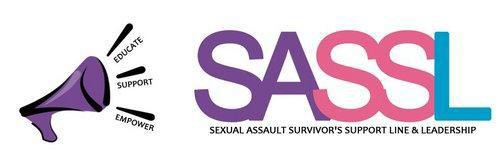 EDUCATE
SUPPORT
EMPOWER
SASSL
SEXUAL ASSAULT SURVIVOR'S SUPPORT LINE & LEADERSHIP